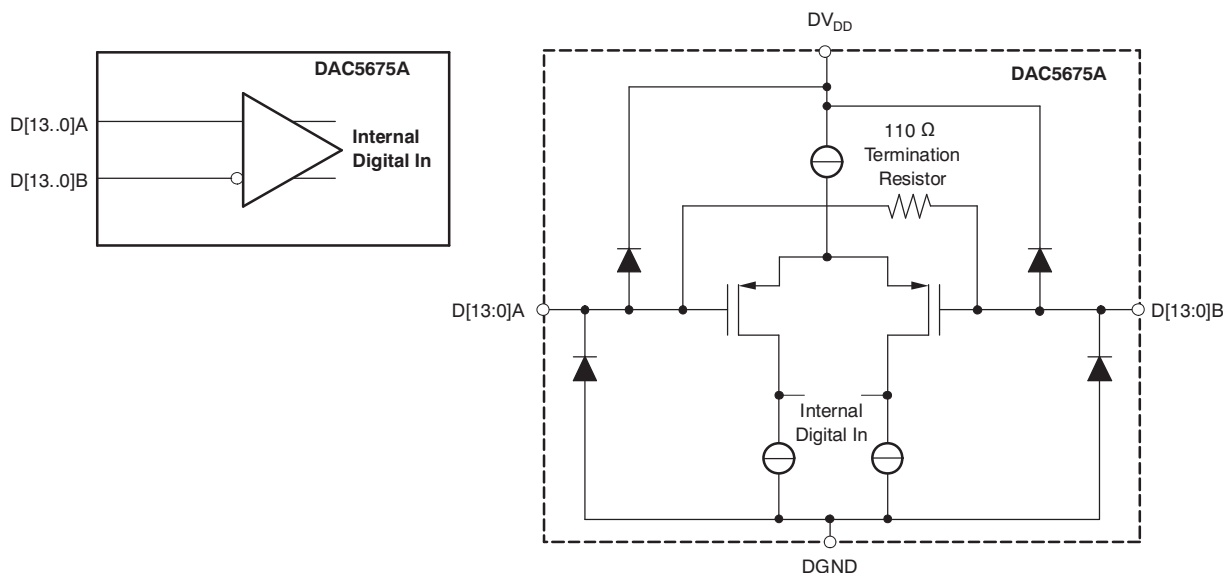 DAC5675A
D[13..0]A
D[13..0]B
Internal
Digital In
DV_DD
DAC5675A
110 Ω
Termination
Resistor
D[13:0]A
D[13:0]B
Internal
Digital In
DGND